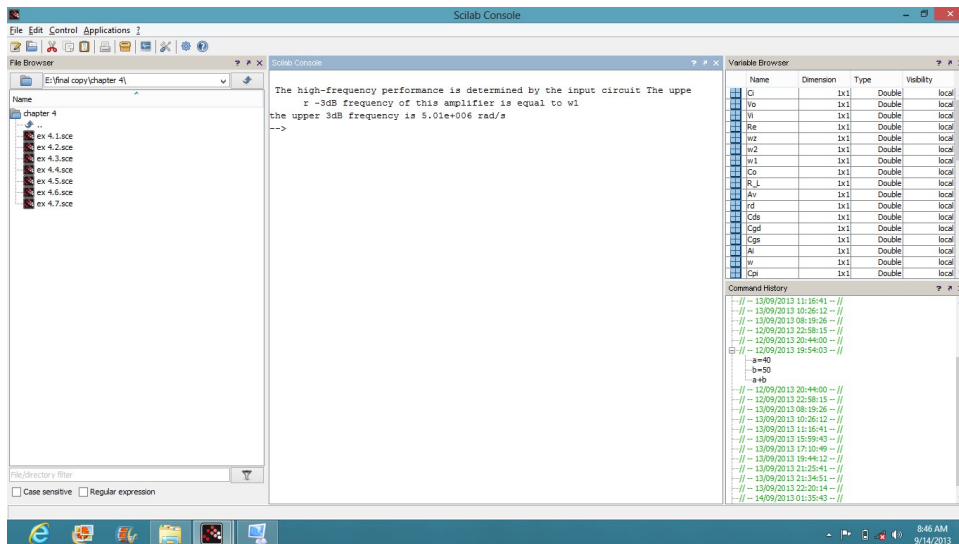 Scilab Console
File Edit Control Applications ?
File Browser ? ↗ X
E:\final copy\chapter 4\
Name
chapter 4
..
ex 4.1.sce
ex 4.2.sce
ex 4.3.sce
ex 4.4.sce
ex 4.5.sce
ex 4.6.sce
ex 4.7.sce
File/directory filter
Case sensitive Regular expression
Scilab Console ? ↗ X
The high-frequency performance is determined by the input circuit The uppe
r -3dB frequency of this amplifier is equal to w1
the upper 3dB frequency is 5.01e+006 rad/s
-->
Variable Browser ? ↗
Name Dimension Type Visibility
Ci 1x1 Double local
Vo 1x1 Double local
Vi 1x1 Double local
Re 1x1 Double local
wz 1x1 Double local
w2 1x1 Double local
w1 1x1 Double local
Co 1x1 Double local
R_L 1x1 Double local
Av 1x1 Double local
rd 1x1 Double local
Cds 1x1 Double local
Cgd 1x1 Double local
Cgs 1x1 Double local
Ai 1x1 Double local
w 1x1 Double local
Cpi 1x1 Double local
Command History ? ↗
// -- 13/09/2013 11:16:41 -- //
// -- 13/09/2013 10:26:12 -- //
// -- 13/09/2013 08:19:26 -- //
// -- 12/09/2013 22:58:15 -- //
// -- 12/09/2013 20:44:00 -- //
// -- 12/09/2013 19:54:03 -- //
a=40
b=50
a+b
// -- 12/09/2013 20:44:00 -- //
// -- 12/09/2013 22:58:15 -- //
// -- 13/09/2013 08:19:26 -- //
// -- 13/09/2013 10:26:12 -- //
// -- 13/09/2013 11:16:41 -- //
// -- 13/09/2013 15:59:43 -- //
// -- 13/09/2013 17:10:49 -- //
// -- 13/09/2013 19:44:12 -- //
// -- 13/09/2013 21:25:41 -- //
// -- 13/09/2013 21:34:51 -- //
// -- 13/09/2013 22:20:14 -- //
// -- 14/09/2013 01:35:43 -- //
8:46 AM
9/14/2013